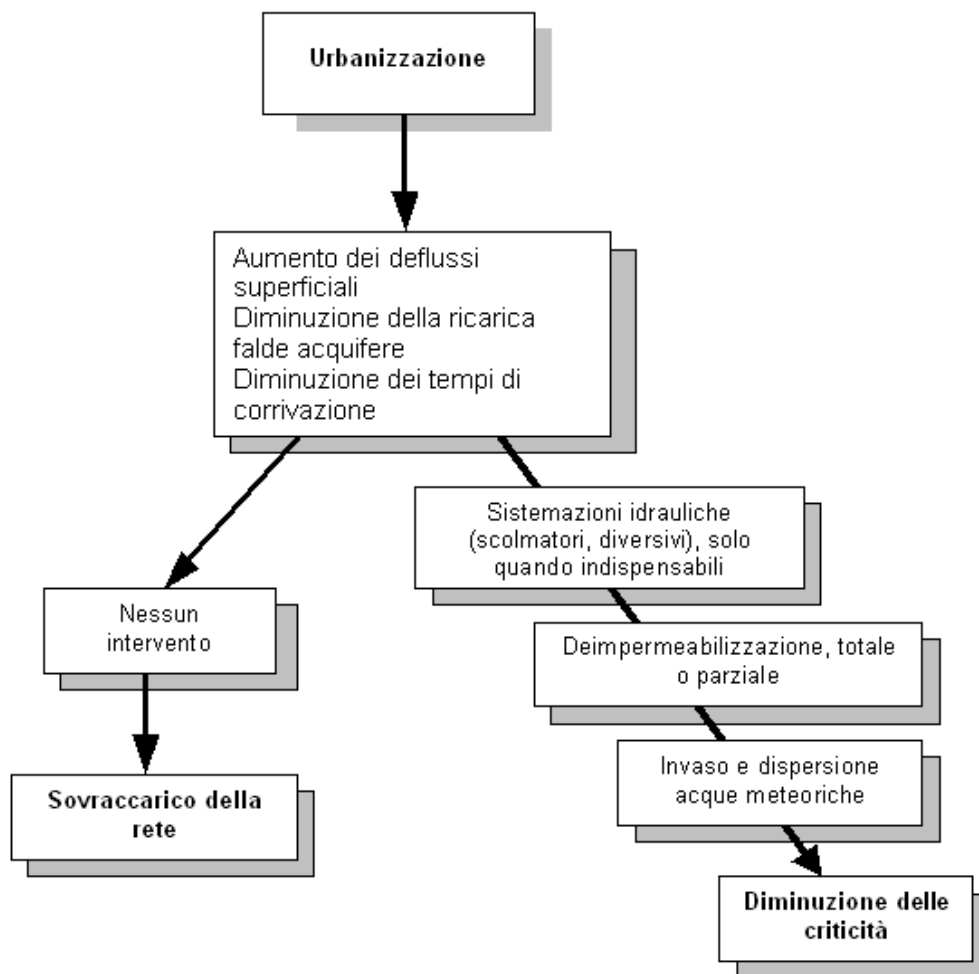 Urbanizzazione
Aumento dei deflussi
superficiali
Diminuzione della ricarica
falde acquifere
Diminuzione dei tempi di
corrivazione
Sistemazioni idrauliche
(scolmatori, diversivi), solo
quando indispensabili
Nessun
intervento
Deimpermeabilizzazione, totale
o parziale
Invaso e dispersione
acque meteoriche
Sovraccarico della
rete
Diminuzione delle
criticità